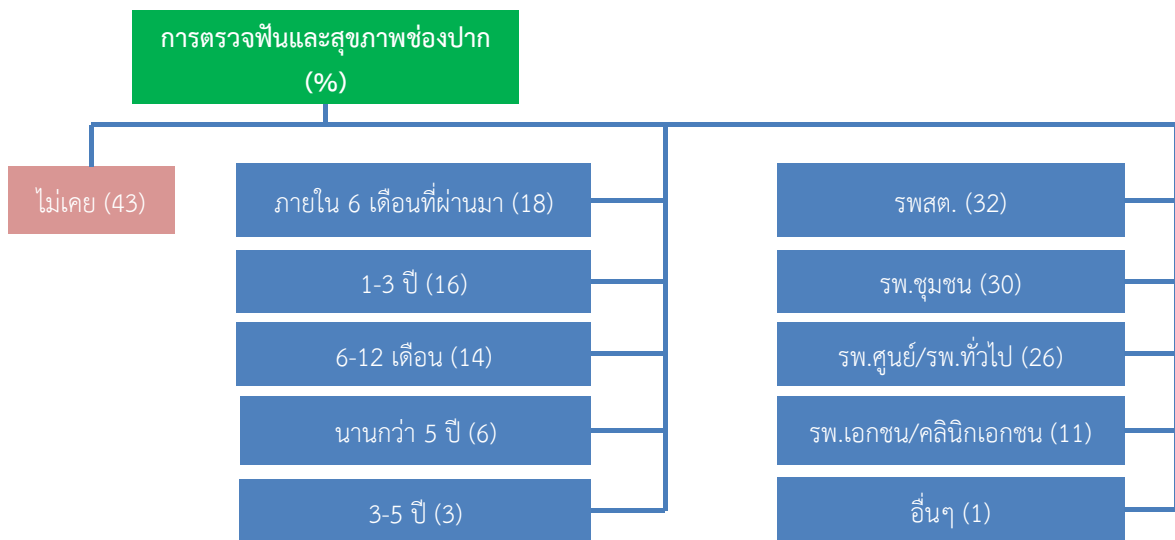 การตรวจฟันและสุขภาพช่องปาก
(%)
ไม่เคย (43)
ภายใน 6 เดือนที่ผ่านมา (18)
1-3 ปี (16)
6-12 เดือน (14)
นานกว่า 5 ปี (6)
3-5 ปี (3)
รพสต. (32)
รพ.ชุมชน (30)
รพ.ศูนย์/รพ.ทั่วไป (26)
รพ.เอกชน/คลินิกเอกชน (11)
อื่นๆ (1)